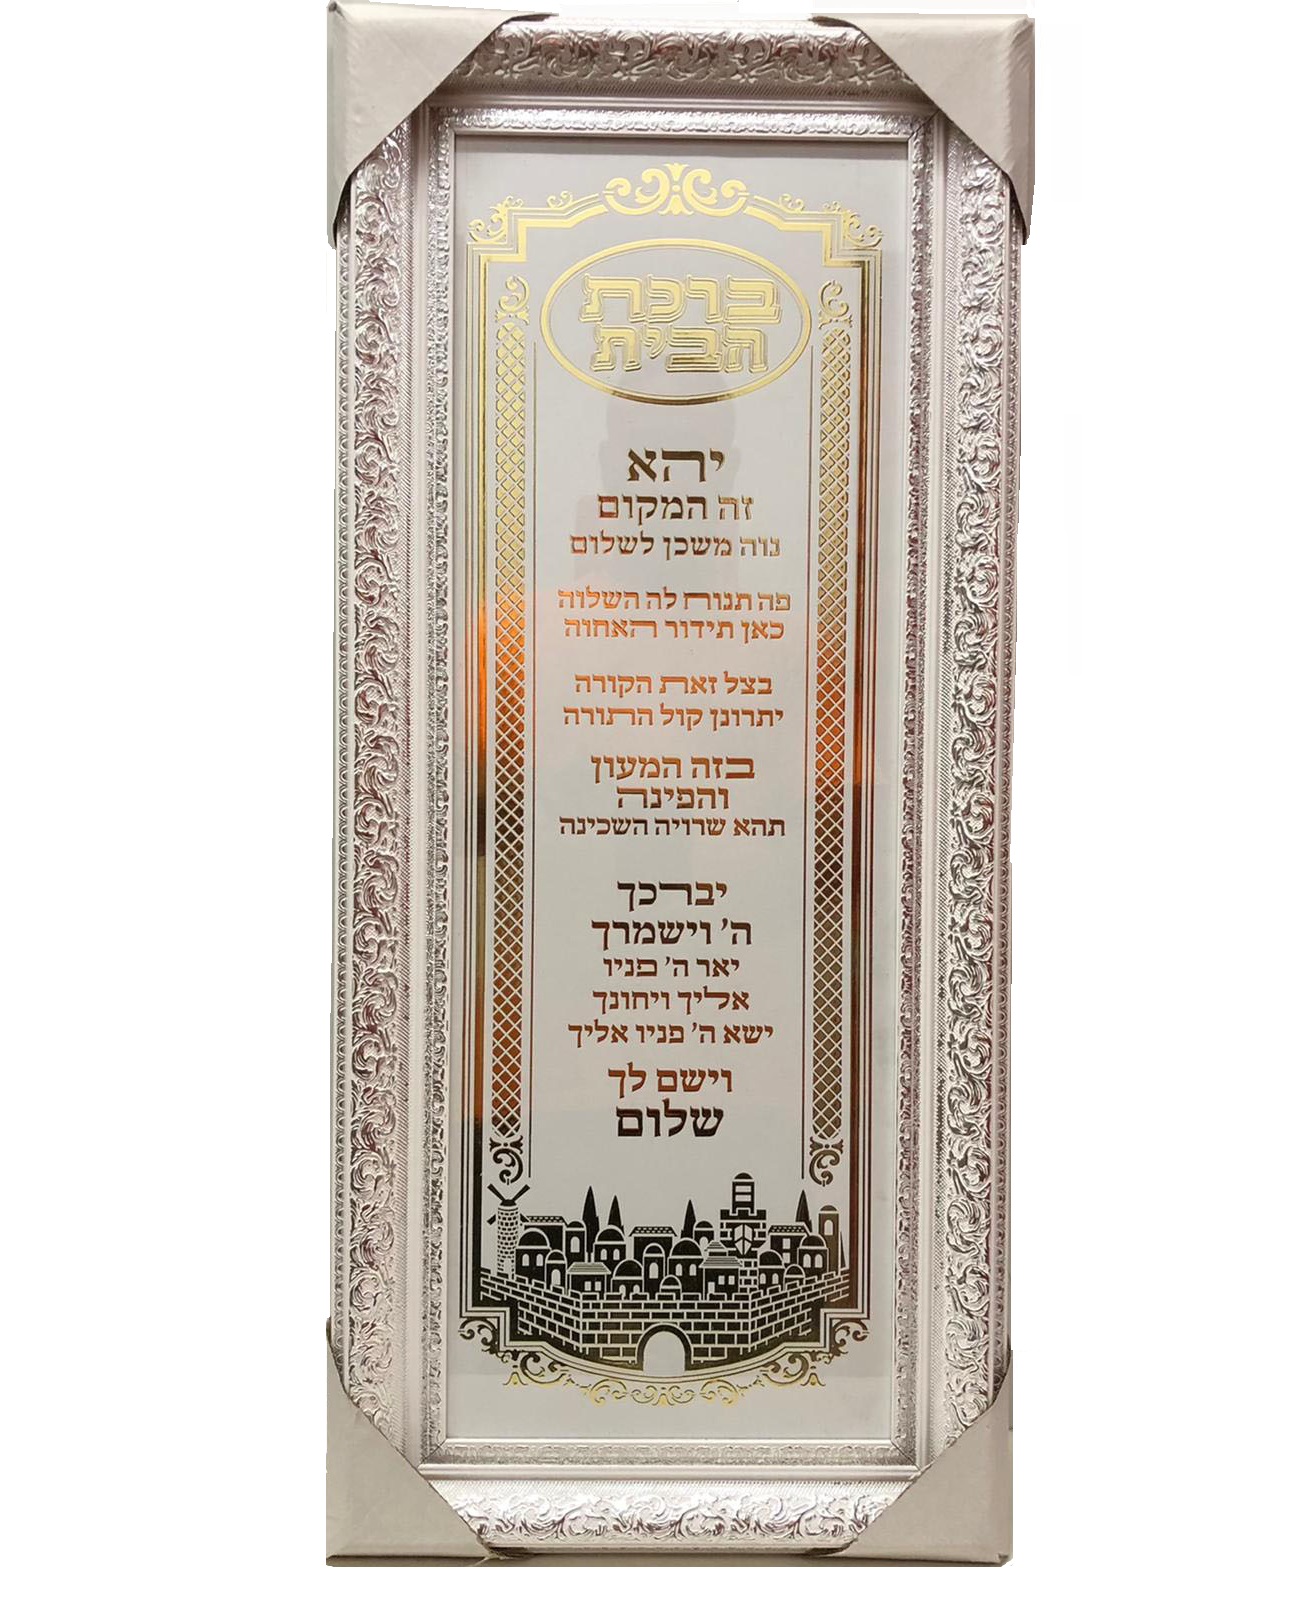 ברכת
הבית
יהא
זה המקום
נוה משכן לשלום
פה תנוח לה השלוה
כאן תידור האחוה
בצל זאת הקורה
יתרונן קול התורה
בזה המעון
והפינה
תהא שרויה השכינה
יברכך
ה' וישמרך
יאר ה' פניו
אליך ויחונך
ישא ה' פניו אליך
וישם לך
שלום